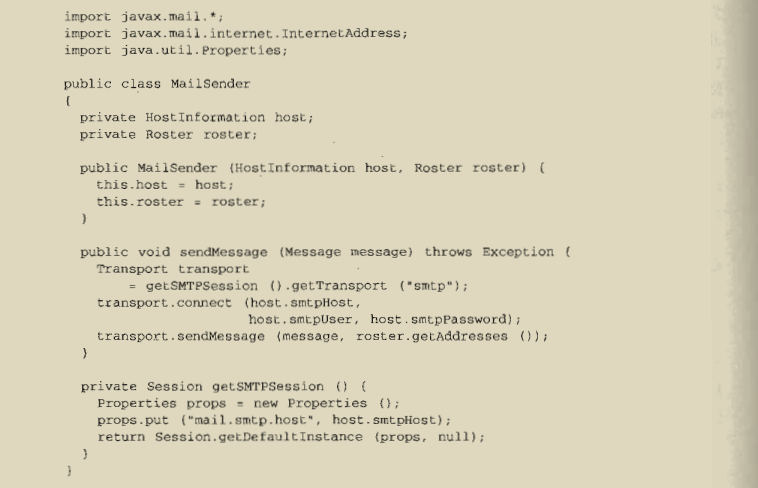 import javax.mail.*;
import javax.mail.internet.InternetAddress;
import java.util.Properties;

public class MailSender
{
  private HostInformation host;
  private Roster roster;

  public MailSender (HostInformation host, Roster roster) {
    this.host = host;
    this.roster = roster;
  }

  public void sendMessage (Message message) throws Exception {
    Transport transport
        = getSMTPSession ().getTransport ("smtp");
    transport.connect (host.smtpHost,
                       host.smtpUser, host.smtpPassword);
    transport.sendMessage (message, roster.getAddresses ());
  }

  private Session getSMTPSession () {
    Properties props = new Properties ();
    props.put ("mail.smtp.host", host.smtpHost);
    return Session.getDefaultInstance (props, null);
  }
}